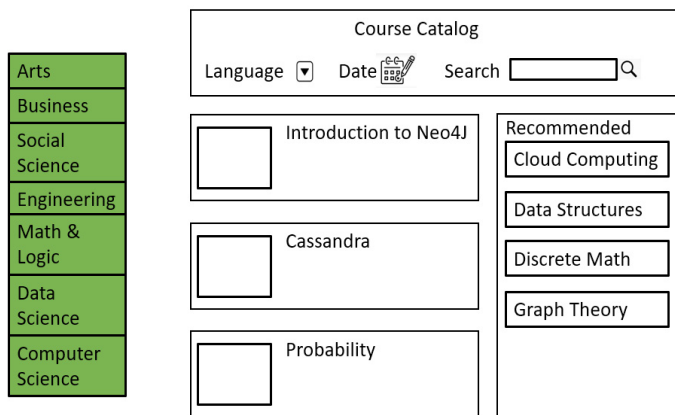 Arts
Business
Social
Science
Engineering
Math &
Logic
Data
Science
Computer
Science
Course Catalog
Language Date Search
Introduction to Neo4J
Cassandra
Probability
Recommended
Cloud Computing
Data Structures
Discrete Math
Graph Theory